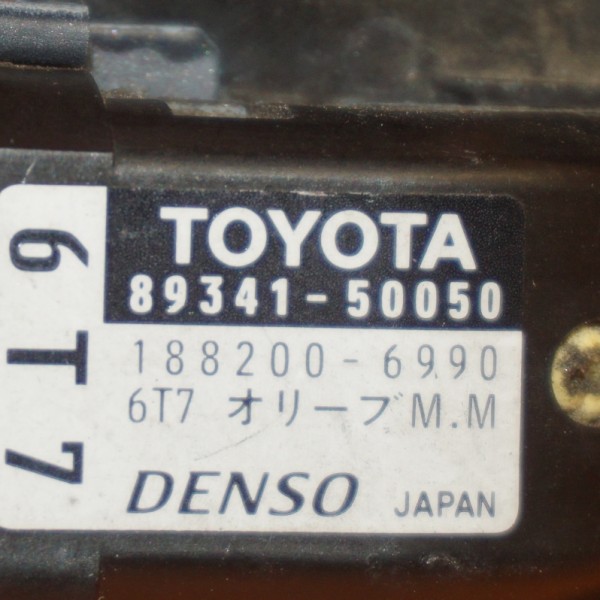 6T7
TOYOTA
89341-50050
188200-6990
6T7 オリーブM.M
DENSO JAPAN